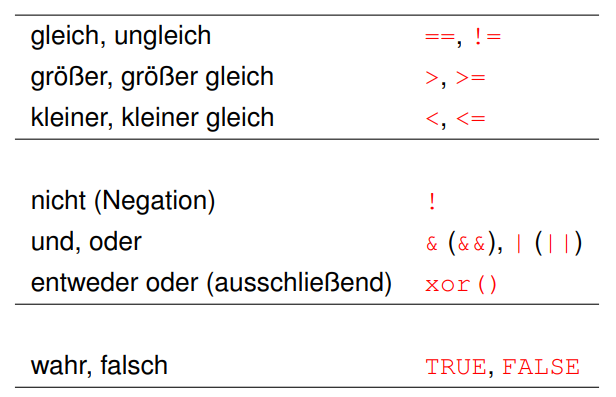 gleich, ungleich ==, !=
größer, größer gleich >, >=
kleiner, kleiner gleich <, <=
nicht (Negation) !
und, oder & (&&), | (||)
entweder oder (ausschließend) xor()
wahr, falsch TRUE, FALSE